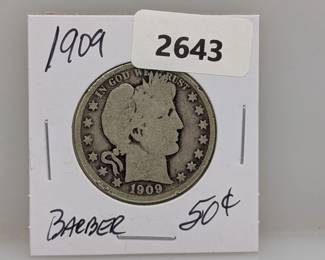 1909
2643
IN GOD WE TRUST
1909
BARBER
50¢